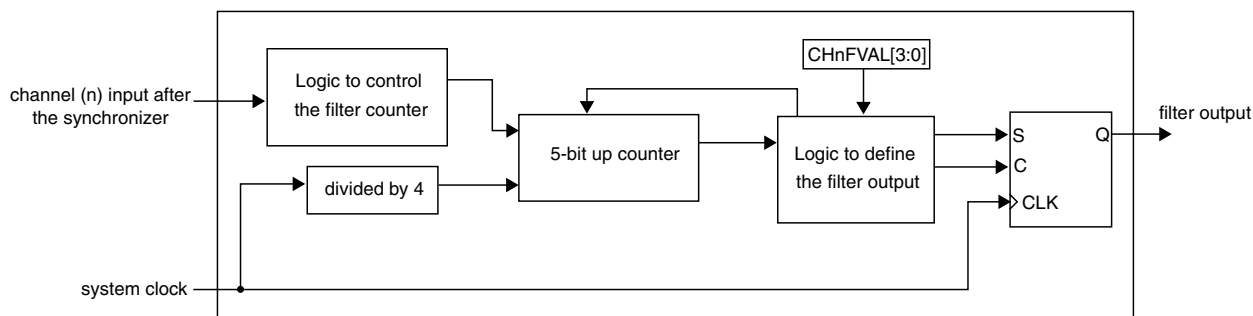 channel (n) input after
the synchronizer
Logic to control
the filter counter
divided by 4
system clock
5-bit up counter
CHnFVAL[3:0]
Logic to define
the filter output
S
C
CLK
Q
filter output